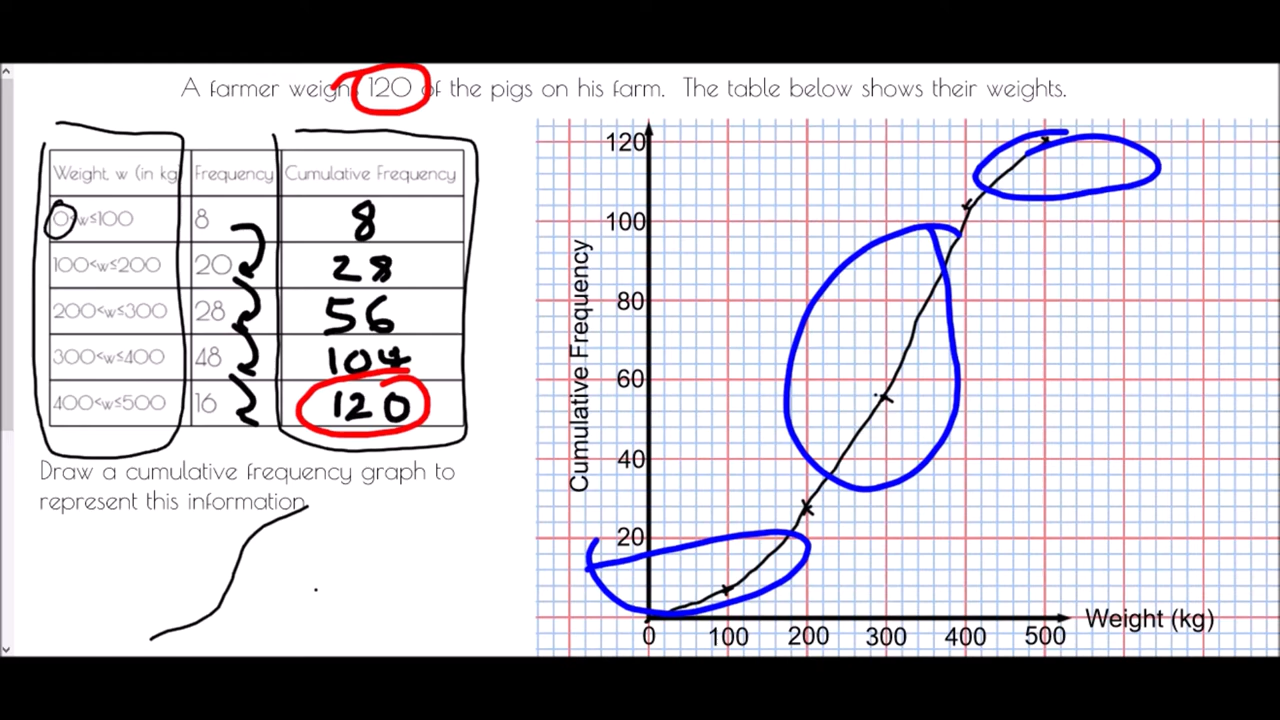 A farmer weighs 120 of the pigs on his farm. The table below shows their weights.
Weight, w (in kg Frequency Cumulative Frequency
0<w≤100 8 8
100<w≤200 20 28
200<w≤300 28 56
300<w≤400 48 104
400<w≤500 16 120
Draw a cumulative frequency graph to
represent this information
Cumulative Frequency
120
100
80
60
40
20
0 100 200 300 400 500
Weight (kg)